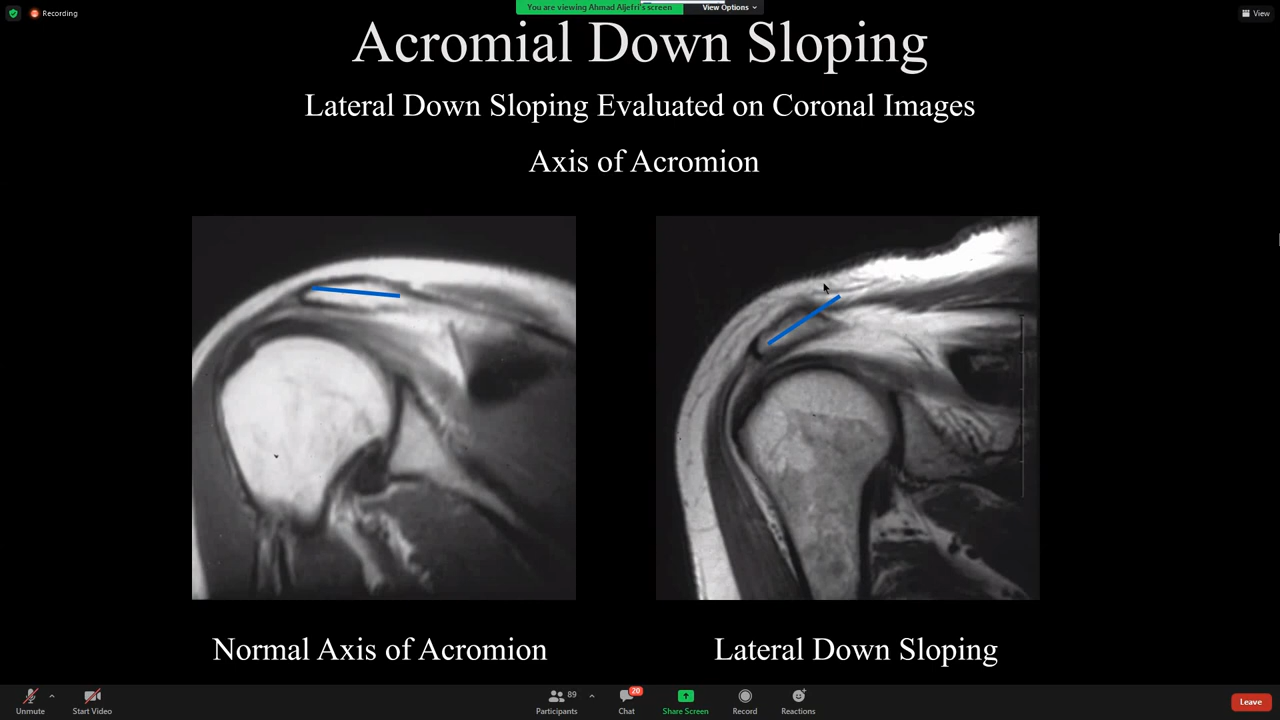 Recording
You are viewing Ahmad Aljefri's screen
View Options
View
Acromial Down Sloping
Lateral Down Sloping Evaluated on Coronal Images
Axis of Acromion
Normal Axis of Acromion
Lateral Down Sloping
Unmute
Start Video
89
Participants
20
Chat
Share Screen
Record
Reactions
Leave